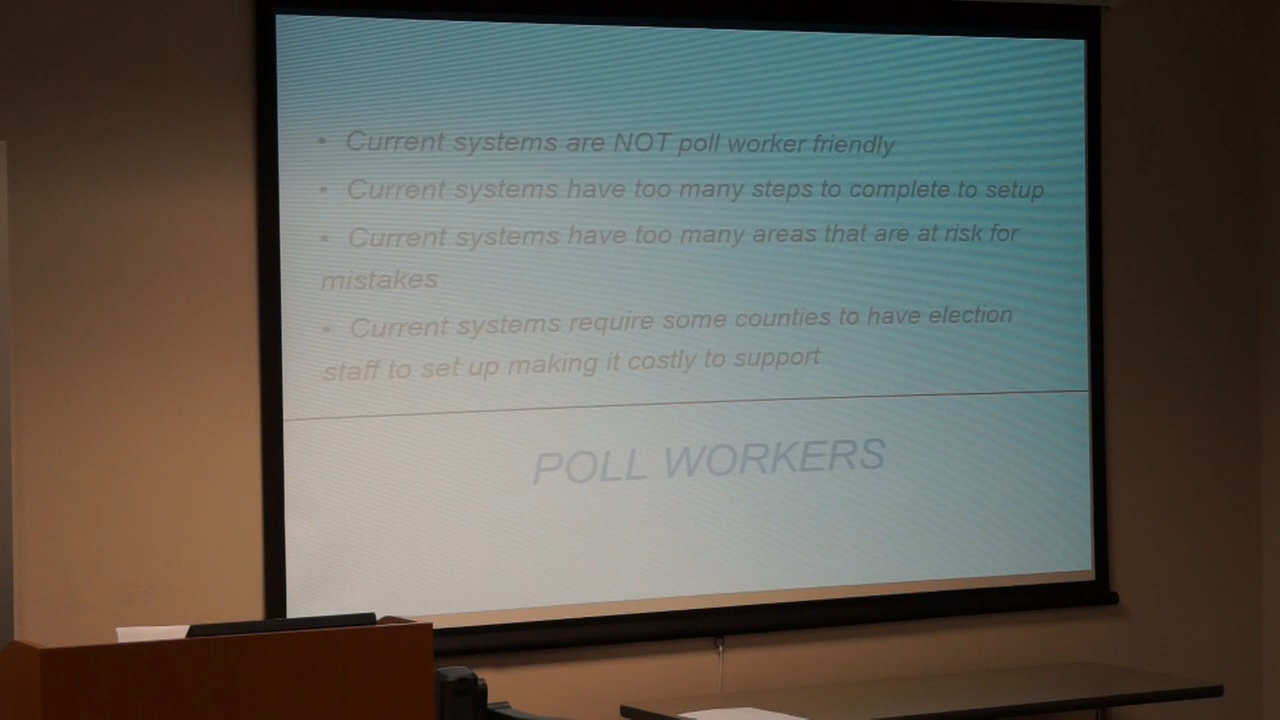 • Current systems are NOT poll worker friendly
• Current systems have too many steps to complete to setup
• Current systems have too many areas that are at risk for
mistakes
• Current systems require some counties to have election
staff to set up making it costly to support
POLL WORKERS